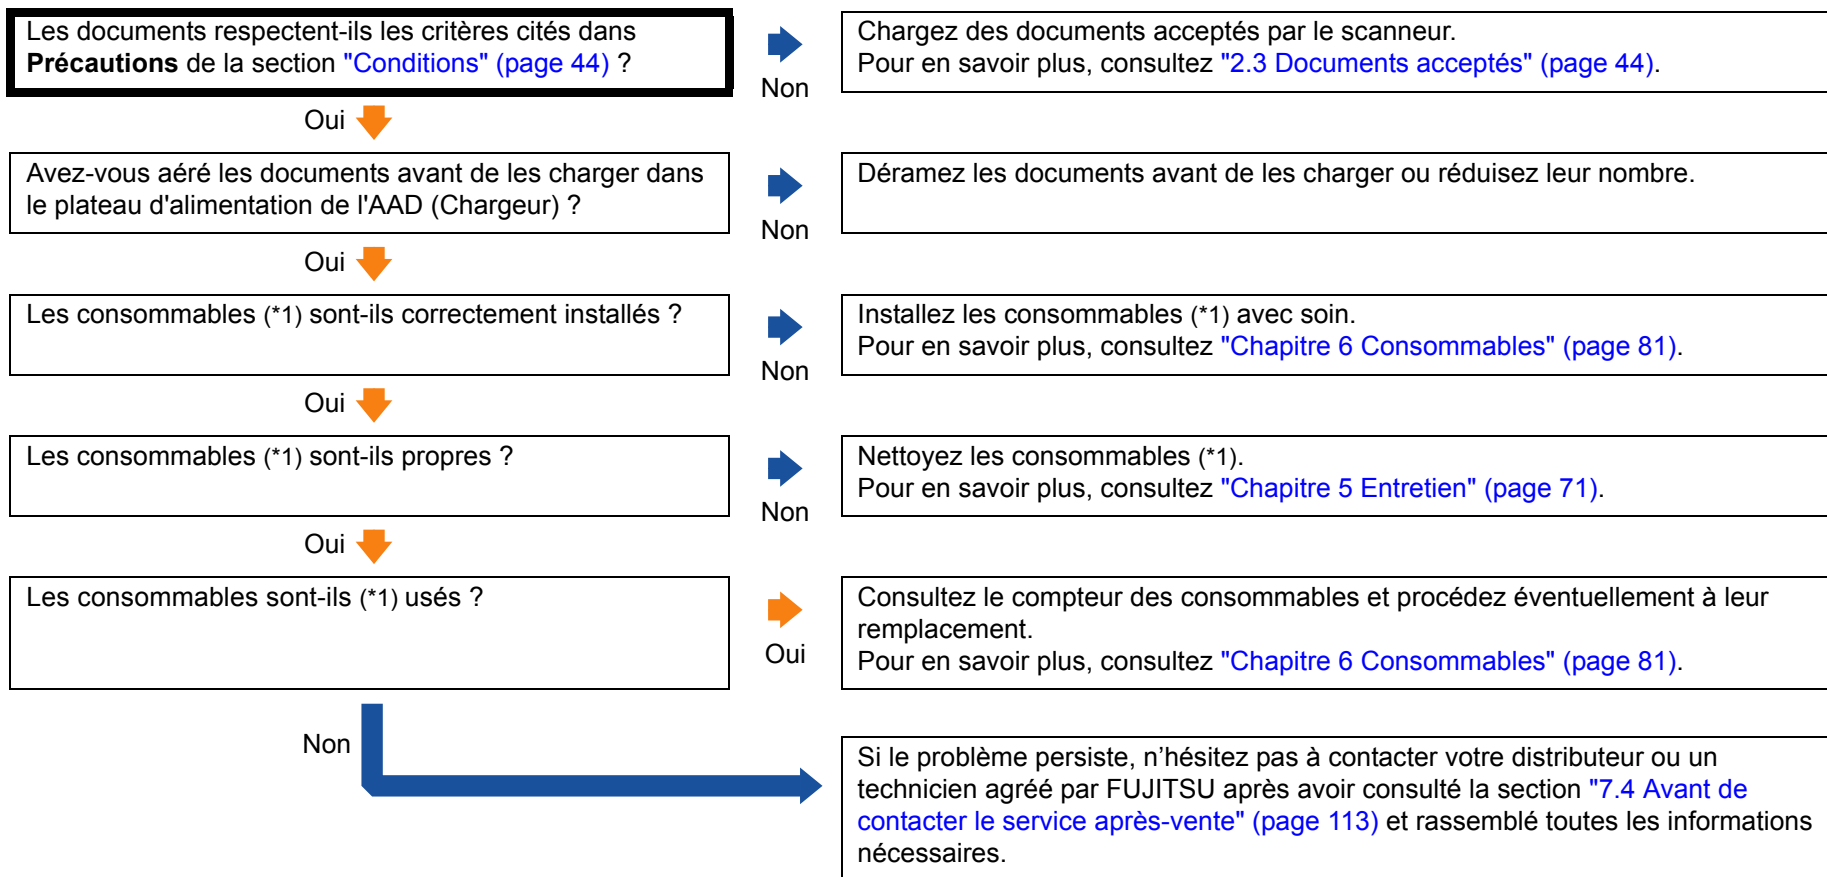 Les documents respectent-ils les critères cités dans
Précautions de la section "Conditions" (page 44) ?
Non
Chargez des documents acceptés par le scanneur.
Pour en savoir plus, consultez "2.3 Documents acceptés" (page 44).
Oui
Avez-vous aéré les documents avant de les charger dans
le plateau d'alimentation de l'AAD (Chargeur) ?
Non
Déramez les documents avant de les charger ou réduisez leur nombre.
Oui
Les consommables (*1) sont-ils correctement installés ?
Non
Installez les consommables (*1) avec soin.
Pour en savoir plus, consultez "Chapitre 6 Consommables" (page 81).
Oui
Les consommables (*1) sont-ils propres ?
Non
Nettoyez les consommables (*1).
Pour en savoir plus, consultez "Chapitre 5 Entretien" (page 71).
Oui
Les consommables sont-ils (*1) usés ?
Oui
Consultez le compteur des consommables et procédez éventuellement à leur
remplacement.
Pour en savoir plus, consultez "Chapitre 6 Consommables" (page 81).
Non
Si le problème persiste, n’hésitez pas à contacter votre distributeur ou un
technicien agréé par FUJITSU après avoir consulté la section "7.4 Avant de
contacter le service après-vente" (page 113) et rassemblé toutes les informations
nécessaires.